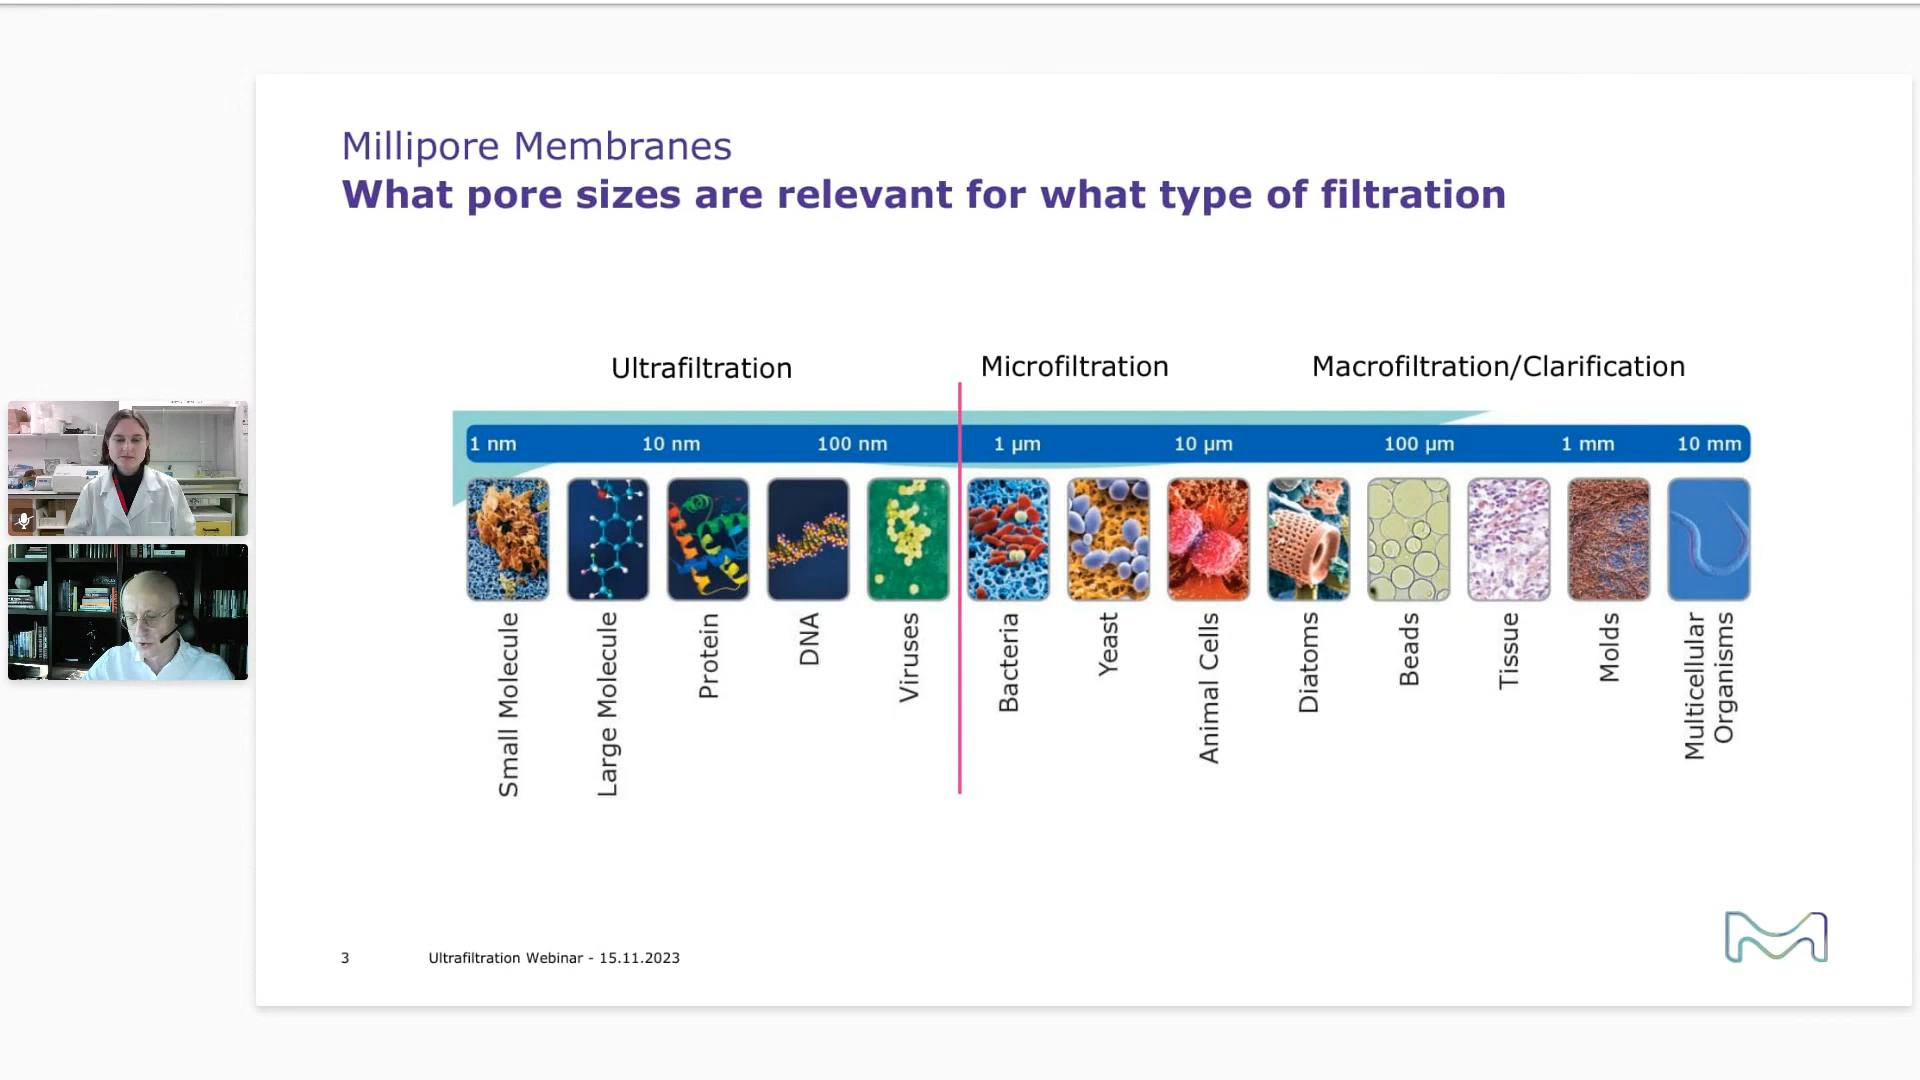 Millipore Membranes
What pore sizes are relevant for what type of filtration
Ultrafiltration
Microfiltration
Macrofiltration/Clarification
1 nm
10 nm
100 nm
1 µm
10 µm
100 µm
1 mm
10 mm
Small Molecule
Large Molecule
Protein
DNA
Viruses
Bacteria
Yeast
Animal Cells
Diatoms
Beads
Tissue
Molds
Multicellular
Organisms
3
Ultrafiltration Webinar - 15.11.2023